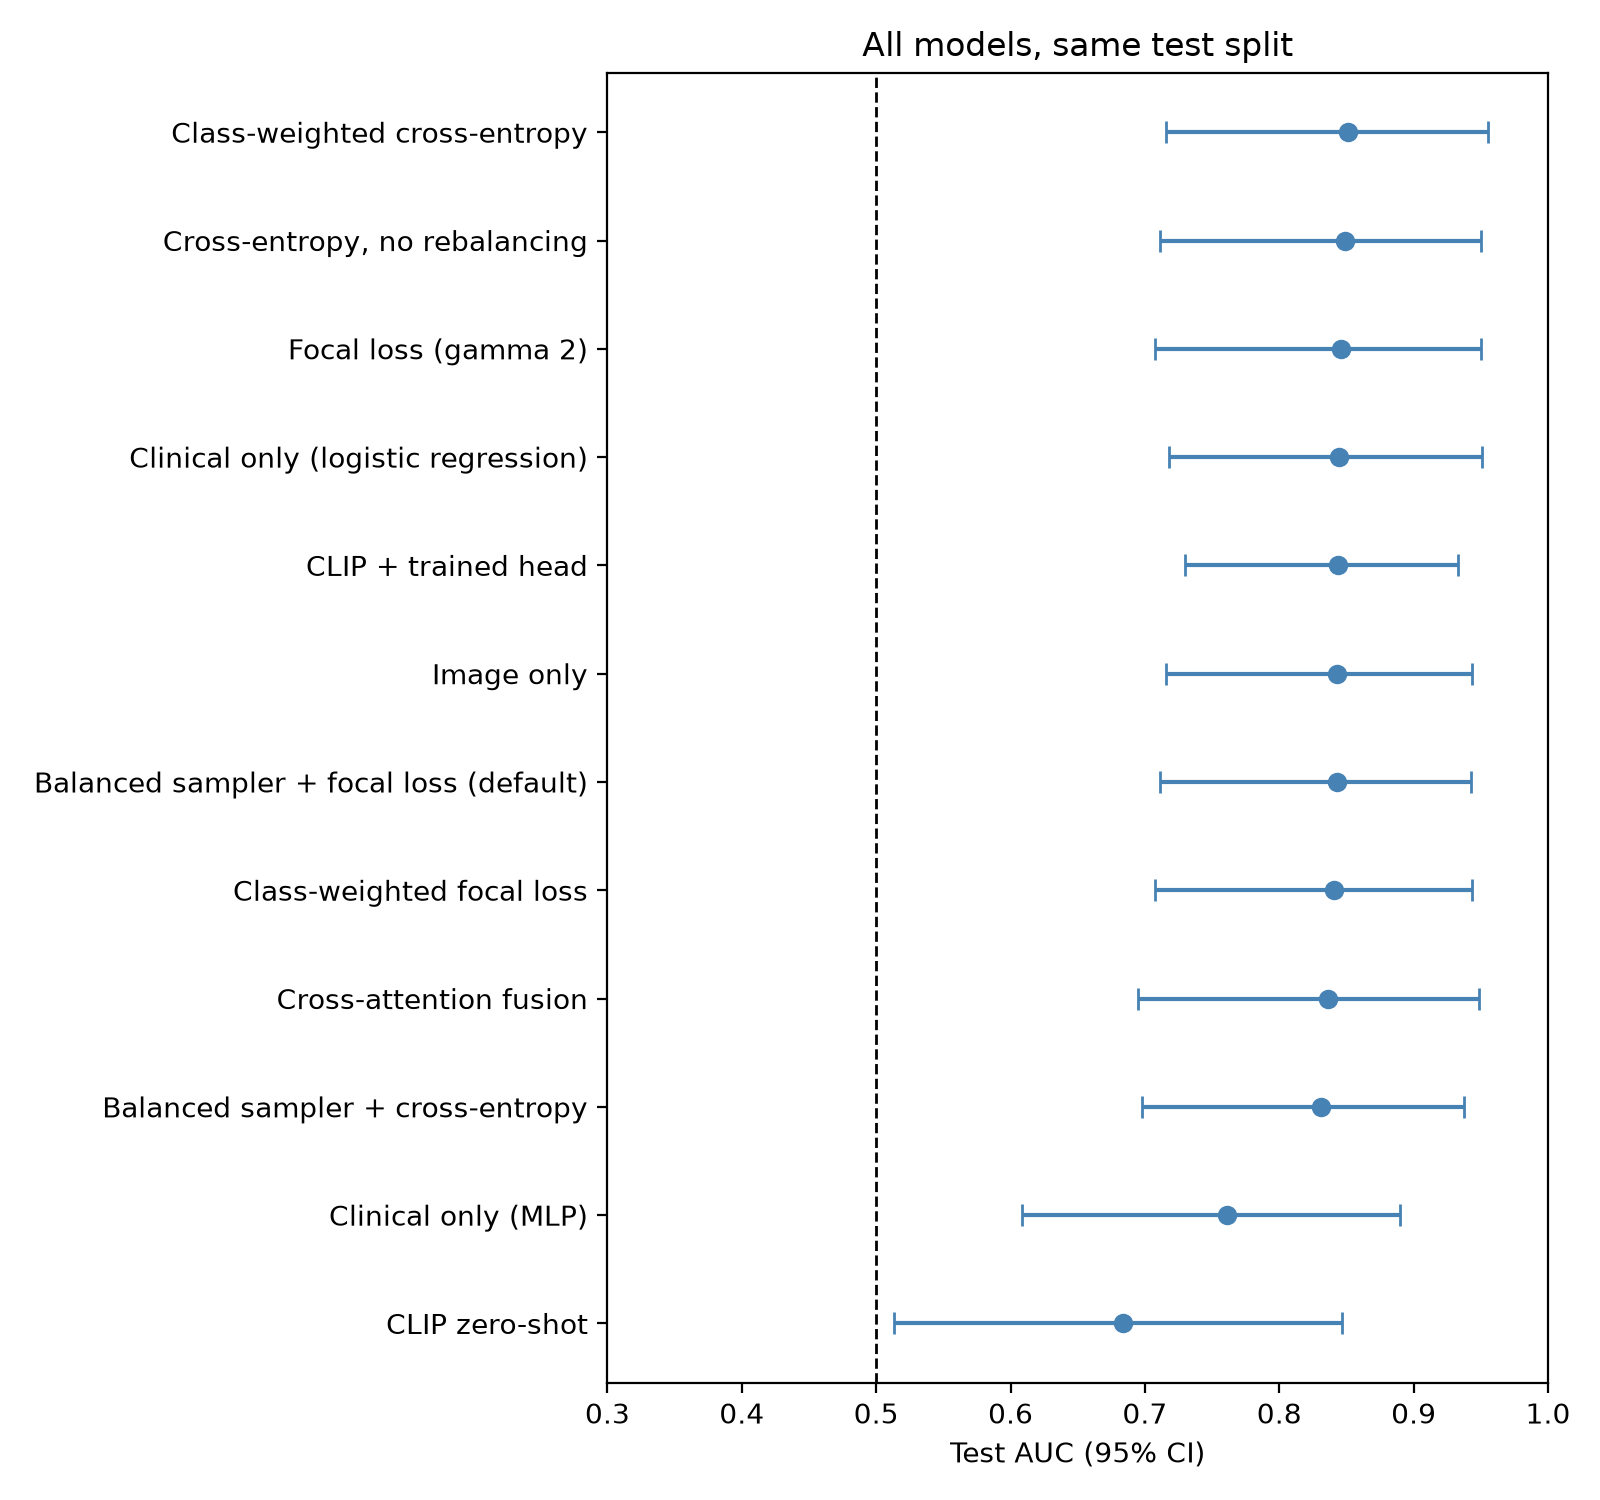 All models, same test split
Class-weighted cross-entropy
Cross-entropy, no rebalancing
Focal loss (gamma 2)
Clinical only (logistic regression)
CLIP + trained head
Image only
Balanced sampler + focal loss (default)
Class-weighted focal loss
Cross-attention fusion
Balanced sampler + cross-entropy
Clinical only (MLP)
CLIP zero-shot
0.3 0.4 0.5 0.6 0.7 0.8 0.9 1.0
Test AUC (95% CI)